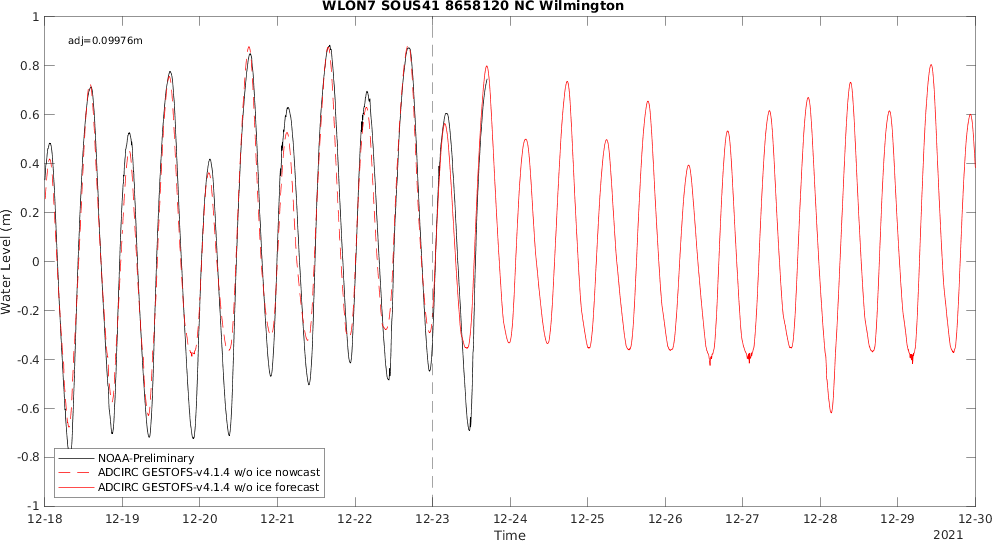 WLON7 SOUS41 8658120 NC Wilmington
adj=0.09976m
1
0.8
0.6
0.4
0.2
0
-0.2
-0.4
-0.6
-0.8
-1
Water Level (m)
NOAA-Preliminary
ADCIRC GESTOFS-v4.1.4 w/o ice nowcast
ADCIRC GESTOFS-v4.1.4 w/o ice forecast
12-18 12-19 12-20 12-21 12-22 12-23 12-24 12-25 12-26 12-27 12-28 12-29 12-30
Time
2021